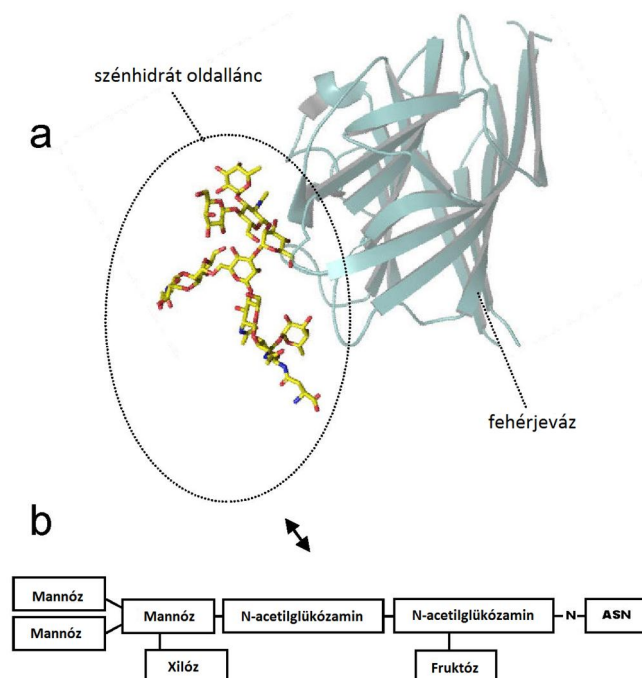 szénhidrát oldallánc
a
fehérjeváz
b
Mannóz
Mannóz
Mannóz
N-acetilglükózamin
N-acetilglükózamin
N
ASN
Xilóz
Fruktóz